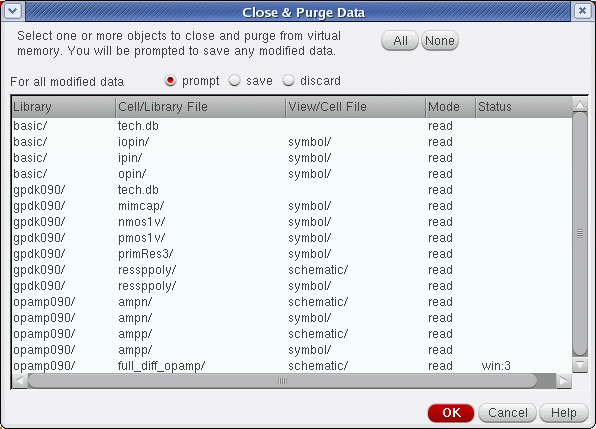 Close & Purge Data
Select one or more objects to close and purge from virtual
memory. You will be prompted to save any modified data.
All None
For all modified data prompt save discard
Library Cell/Library File View/Cell File Mode Status
basic/ tech.db read
basic/ iopin/ symbol/ read
basic/ ipin/ symbol/ read
basic/ opin/ symbol/ read
gpdk090/ tech.db read
gpdk090/ mimcap/ symbol/ read
gpdk090/ nmos1v/ symbol/ read
gpdk090/ pmos1v/ symbol/ read
gpdk090/ primRes3/ symbol/ read
gpdk090/ ressppoly/ schematic/ read
gpdk090/ ressppoly/ symbol/ read
opamp090/ ampn/ schematic/ read
opamp090/ ampn/ symbol/ read
opamp090/ ampp/ schematic/ read
opamp090/ ampp/ symbol/ read
opamp090/ full_diff_opamp/ schematic/ read win:3
OK Cancel Help